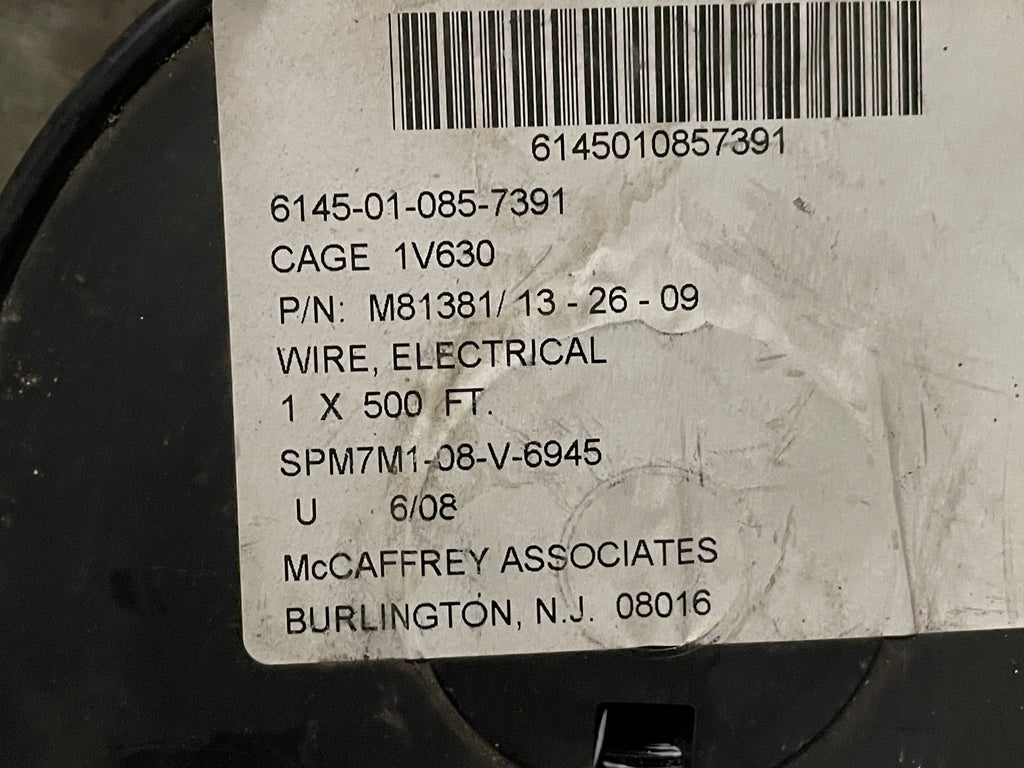 6145010857391
6145-01-085-7391
CAGE 1V630
P/N: M81381/ 13 - 26 - 09
WIRE, ELECTRICAL
1 X 500 FT.
SPM7M1-08-V-6945
U 6/08
McCAFFREY ASSOCIATES
BURLINGTON, N.J. 08016